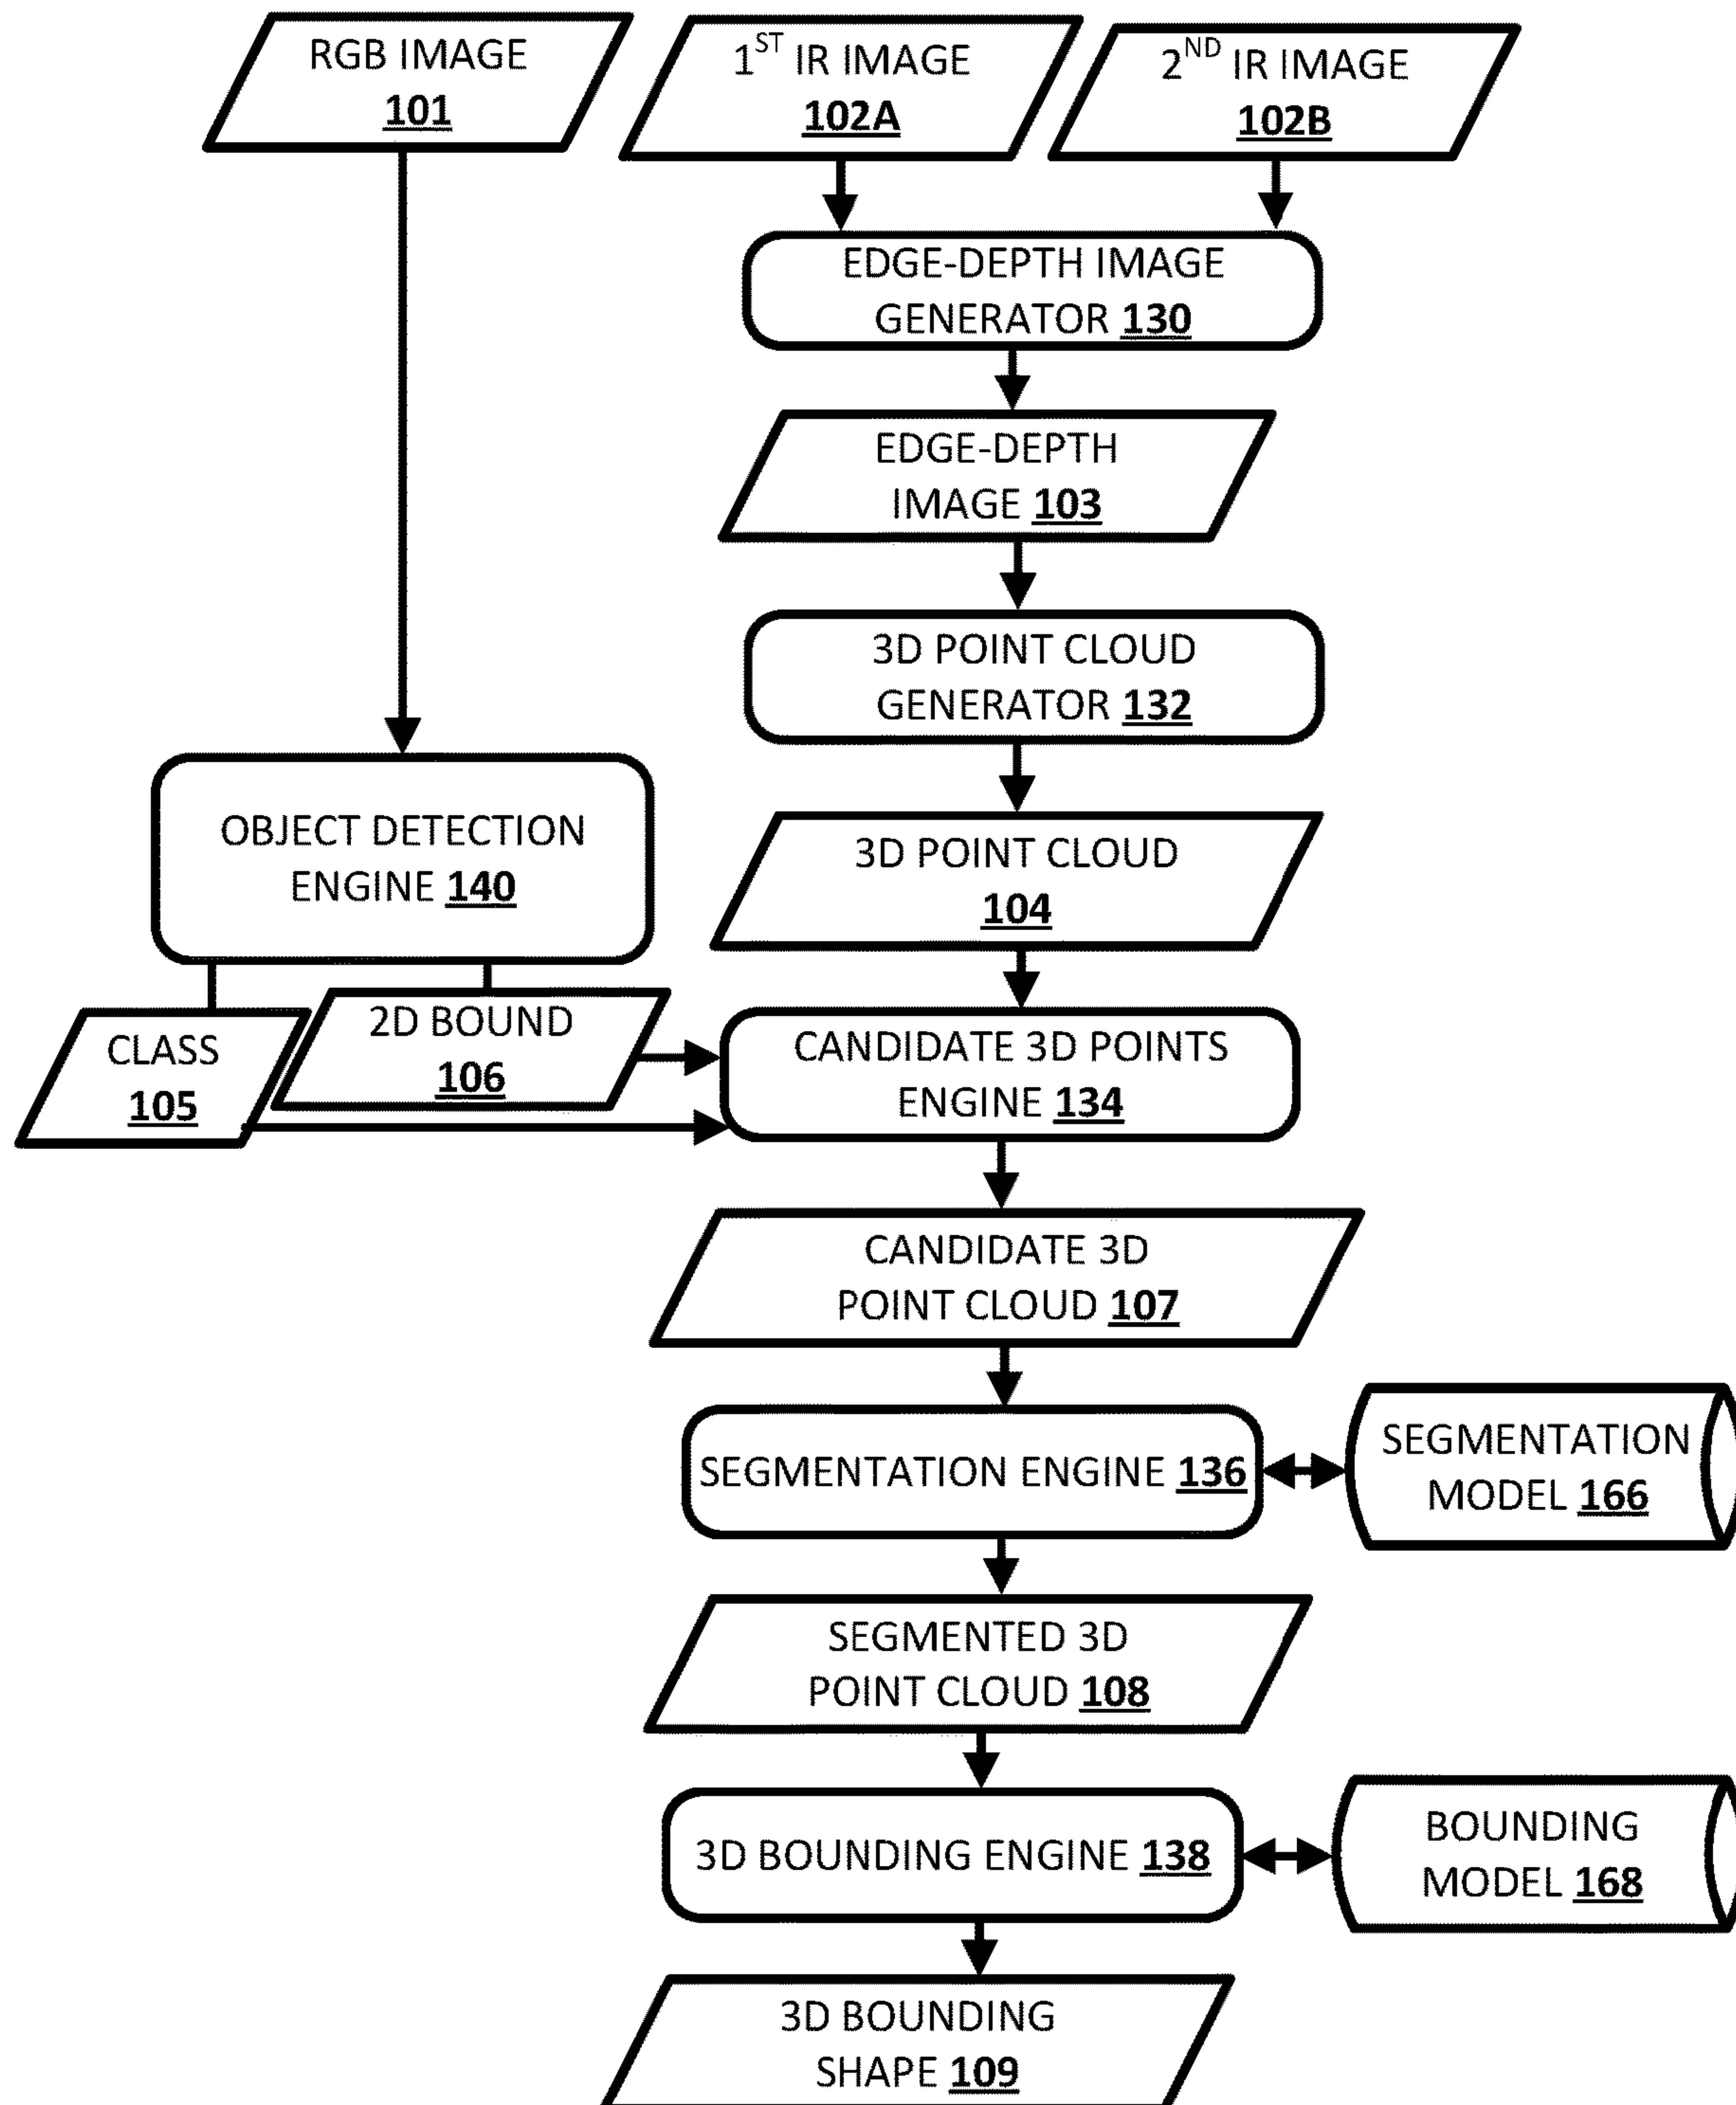 RGB IMAGE
101
1ST IR IMAGE
102A
2ND IR IMAGE
102B
EDGE-DEPTH IMAGE
GENERATOR 130
EDGE-DEPTH
IMAGE 103
3D POINT CLOUD
GENERATOR 132
OBJECT DETECTION
ENGINE 140
3D POINT CLOUD
104
CLASS
105
2D BOUND
106
CANDIDATE 3D POINTS
ENGINE 134
CANDIDATE 3D
POINT CLOUD 107
SEGMENTATION ENGINE 136
SEGMENTATION
MODEL 166
SEGMENTED 3D
POINT CLOUD 108
3D BOUNDING ENGINE 138
BOUNDING
MODEL 168
3D BOUNDING
SHAPE 109